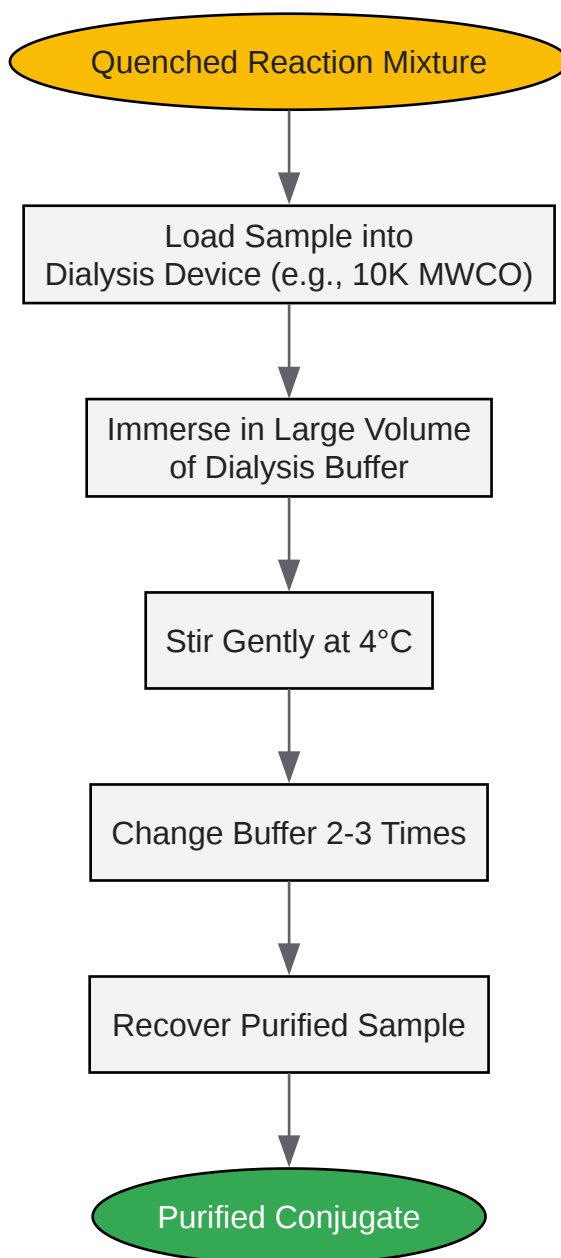 Quenched Reaction Mixture
Load Sample into
Dialysis Device (e.g., 10K MWCO)
Immerse in Large Volume
of Dialysis Buffer
Stir Gently at 4°C
Change Buffer 2-3 Times
Recover Purified Sample
Purified Conjugate